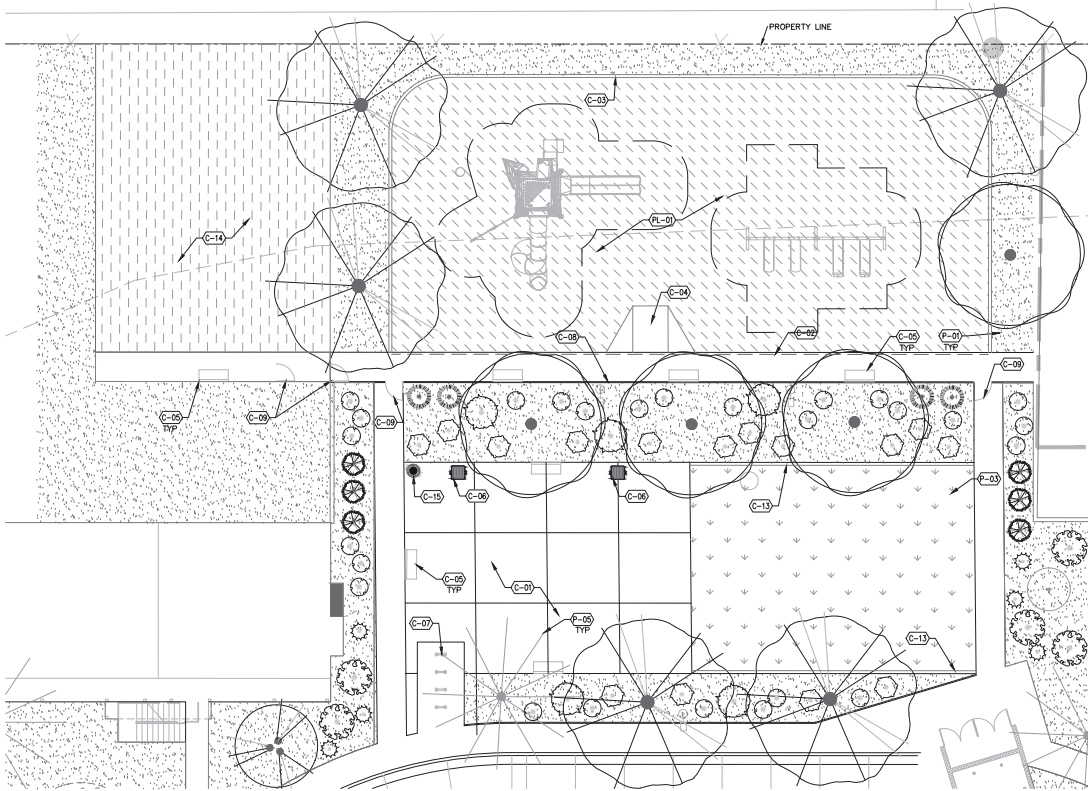 PROPERTY LINE
C-03
PL-01
C-14
C-04
C-08
C-02
C-05
TYP
P-01
TYP
C-09
C-05
TYP
C-09
C-09
C-15
C-06
C-06
C-13
P-03
C-05
TYP
C-01
P-05
TYP
C-07
C-13